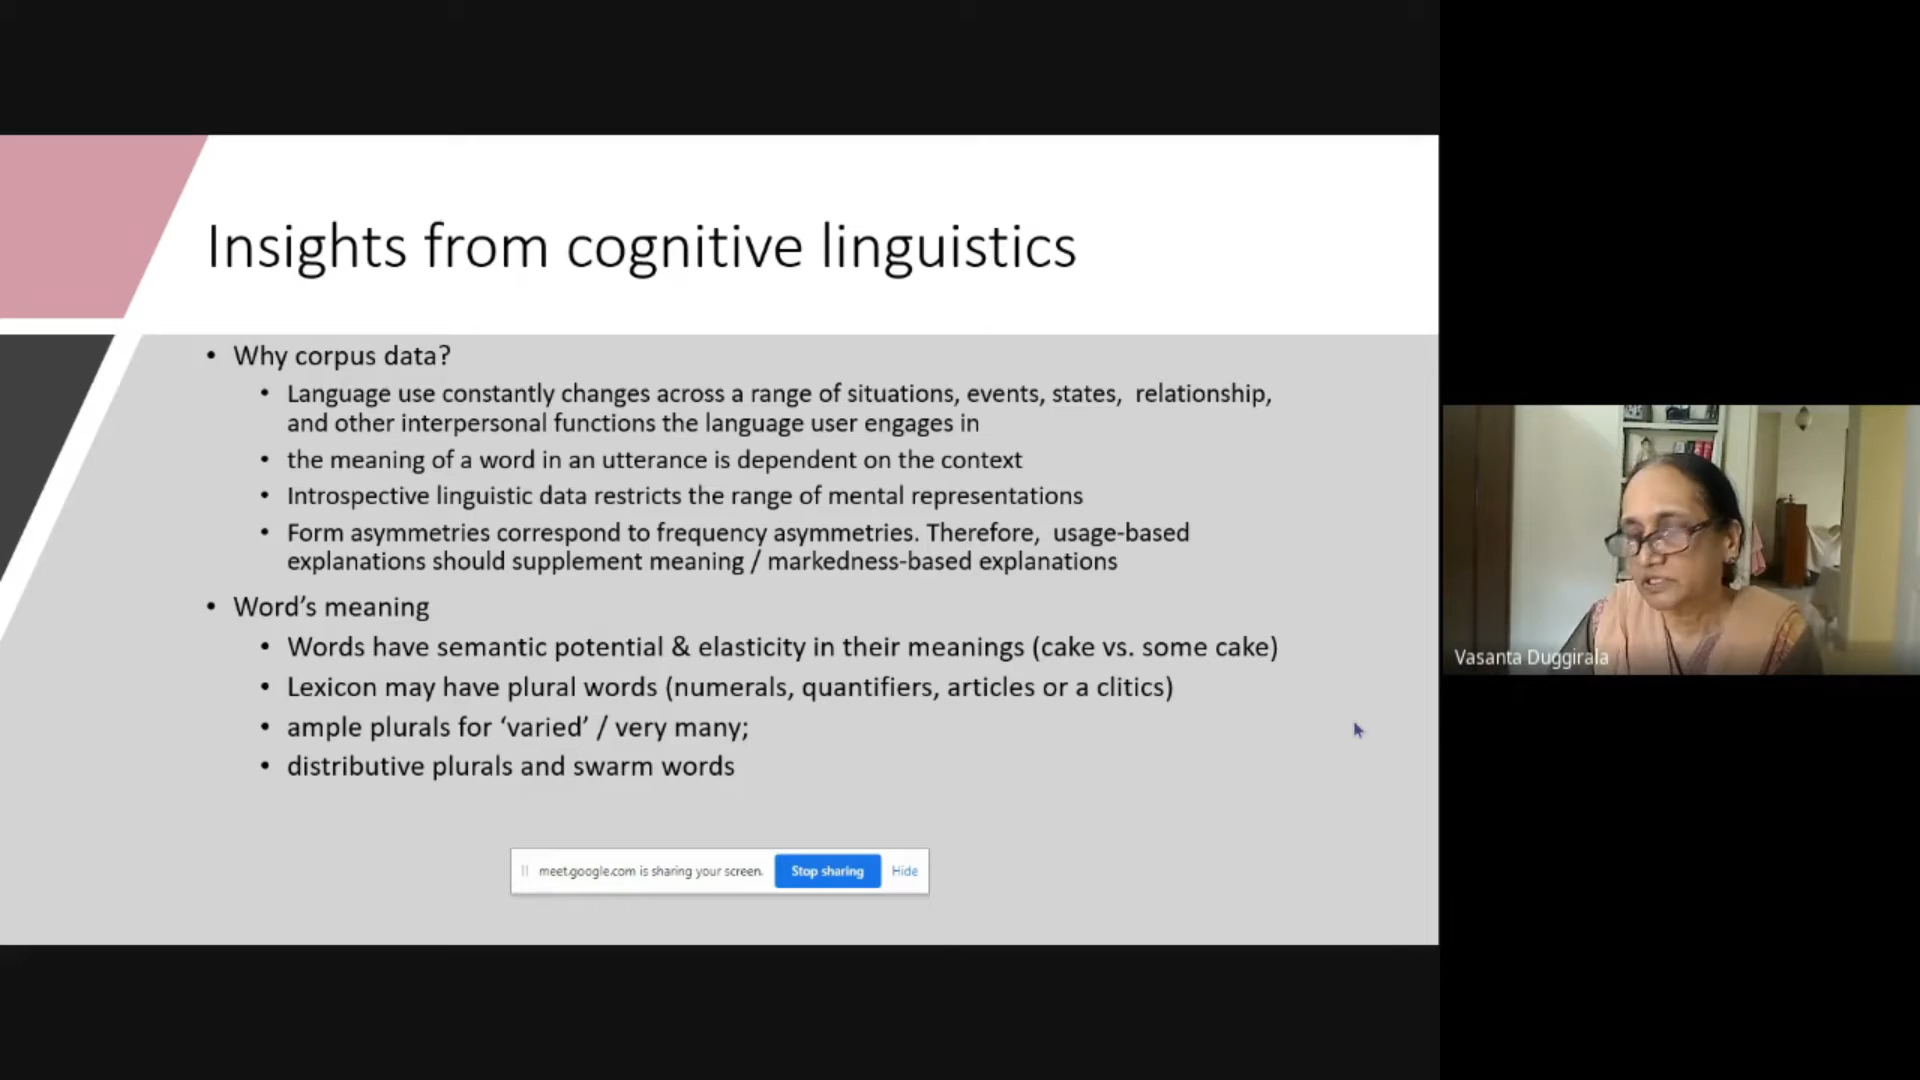 Insights from cognitive linguistics
• Why corpus data?
• Language use constantly changes across a range of situations, events, states, relationship,
and other interpersonal functions the language user engages in
• the meaning of a word in an utterance is dependent on the context
• Introspective linguistic data restricts the range of mental representations
• Form asymmetries correspond to frequency asymmetries. Therefore, usage-based
explanations should supplement meaning / markedness-based explanations
• Word’s meaning
• Words have semantic potential & elasticity in their meanings (cake vs. some cake)
• Lexicon may have plural words (numerals, quantifiers, articles or a clitics)
• ample plurals for ‘varied’ / very many;
• distributive plurals and swarm words
meet.google.com is sharing your screen. Stop sharing Hide
Vasanta Duggirala